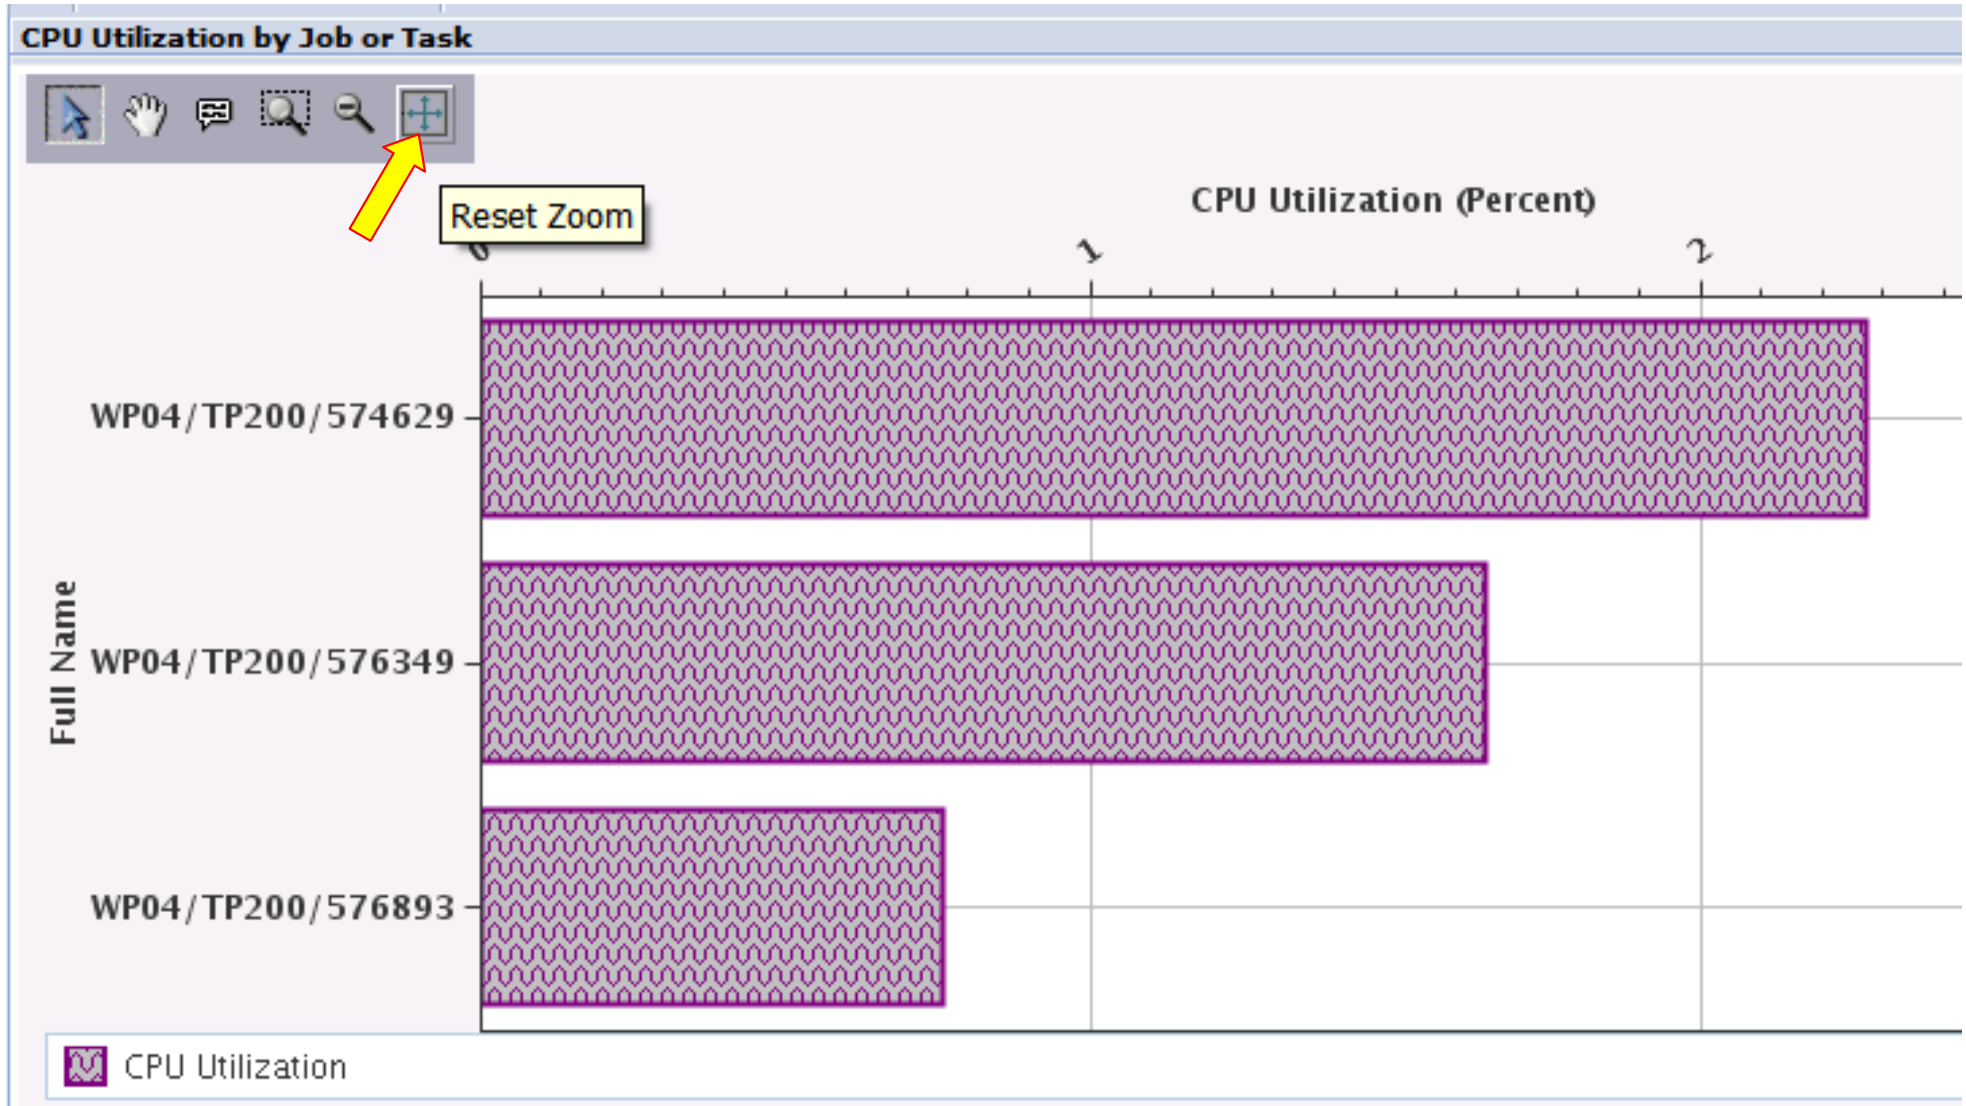 CPU Utilization by Job or Task
Reset Zoom
CPU Utilization (Percent)
0
1
2
WP04/TP200/574629
WP04/TP200/576349
WP04/TP200/576893
Full Name
CPU Utilization